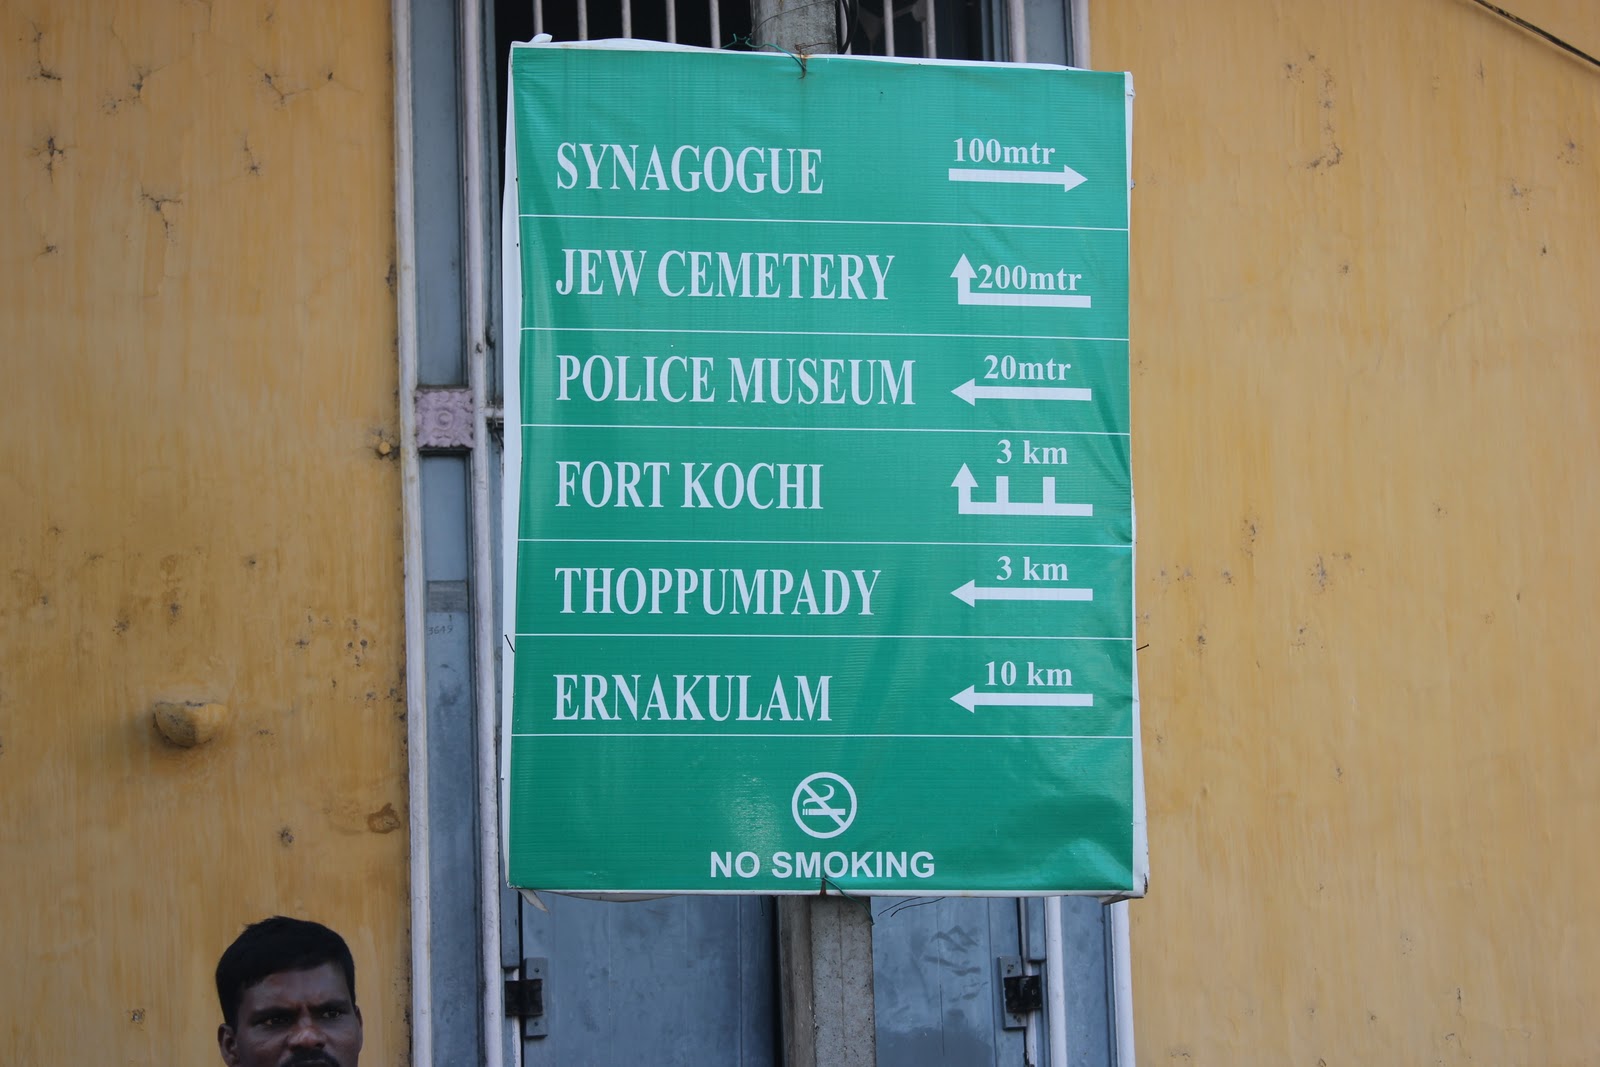 SYNAGOGUE 100mtr
JEW CEMETERY 200mtr
POLICE MUSEUM 20mtr
FORT KOCHI 3 km
THOPPUMPADY 3 km
ERNAKULAM 10 km
NO SMOKING
3649